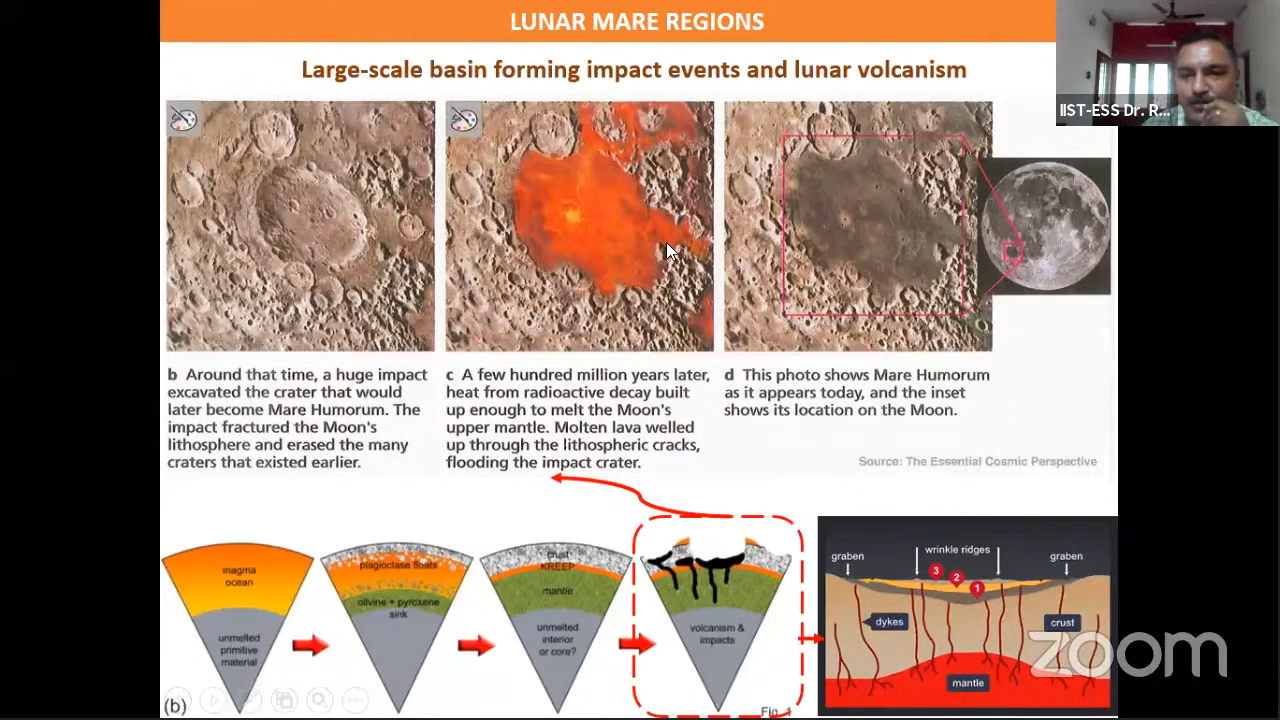 LUNAR MARE REGIONS
Large-scale basin forming impact events and lunar volcanism
IIST-ESS Dr. R...
b Around that time, a huge impact
excavated the crater that would
later become Mare Humorum. The
impact fractured the Moon's
lithosphere and erased the many
craters that existed earlier.
c A few hundred million years later,
heat from radioactive decay built
up enough to melt the Moon's
upper mantle. Molten lava welled
up through the lithospheric cracks,
flooding the impact crater.
d This photo shows Mare Humorum
as it appears today, and the inset
shows its location on the Moon.
Source: The Essential Cosmic Perspective
magma
ocean
unmelted
primitive
material
plagioclase floats
olivine + pyroxene
sink
crust
KREEP
mantle
unmelted
interior
or core?
volcanism &
impacts
(b)
Fig. 1
graben
wrinkle ridges
graben
3
2
1
dykes
crust
mantle
zoom